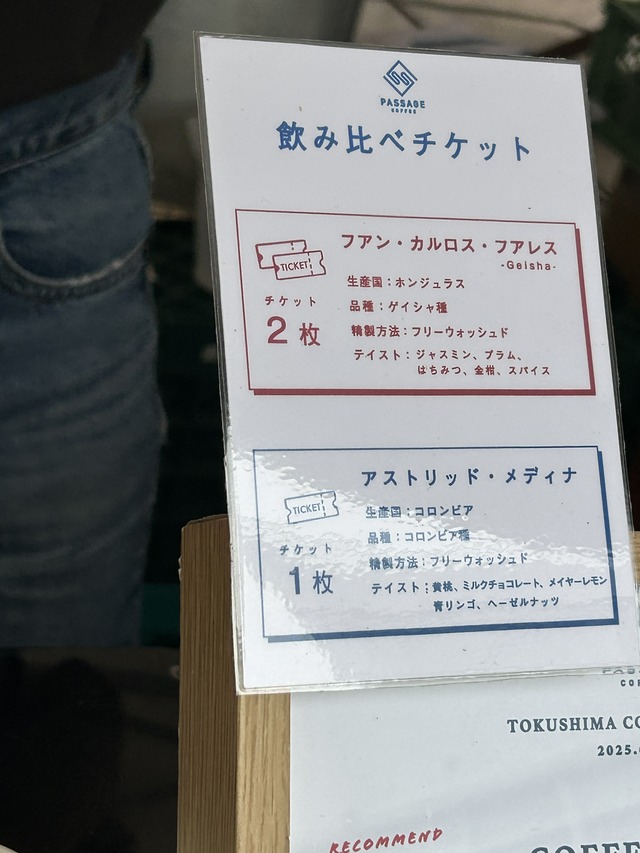 PASSAGE
COFFEE
飲み比べチケット
TICKET
チケット
2 枚
フアン・カルロス・フアレス
-Geisha-
生産国：ホンジュラス
品種：ゲイシャ種
精製方法：フリーウォッシュド
テイスト：ジャスミン、プラム、
はちみつ、金柑、スパイス
TICKET
チケット
1 枚
アストリッド・メディナ
生産国：コロンビア
品種：コロンビア種
精製方法：フリーウォッシュド
テイスト：黄桃、ミルクチョコレート、メイヤーレモン
青リンゴ、ヘーゼルナッツ
TOKUSHIMA CO
2025.
RECOMMEND
COFFE